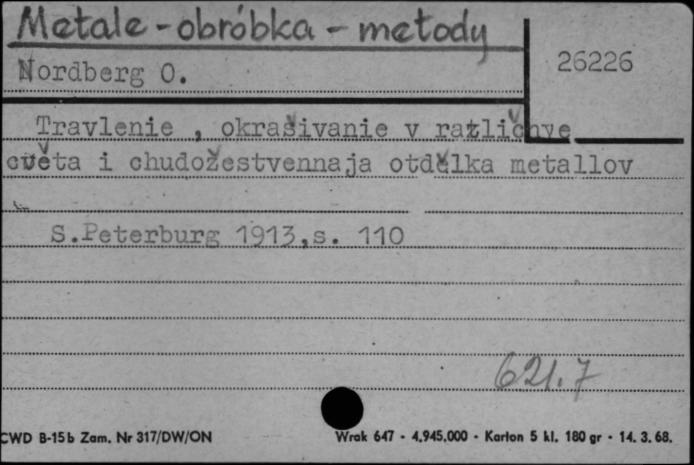 Metale - obróbka - metody
26226
Nordberg O.
Travlenie , okrašivanie v različnye
cvěta i chudožestvennaja otdělka metallov
S.Peterburg 1913,s. 110
621.7
CWD B-15b Zam. Nr 317/DW/ON
Wrak 647 - 4.945.000 - Karton 5 kl. 180 gr - 14. 3. 68.